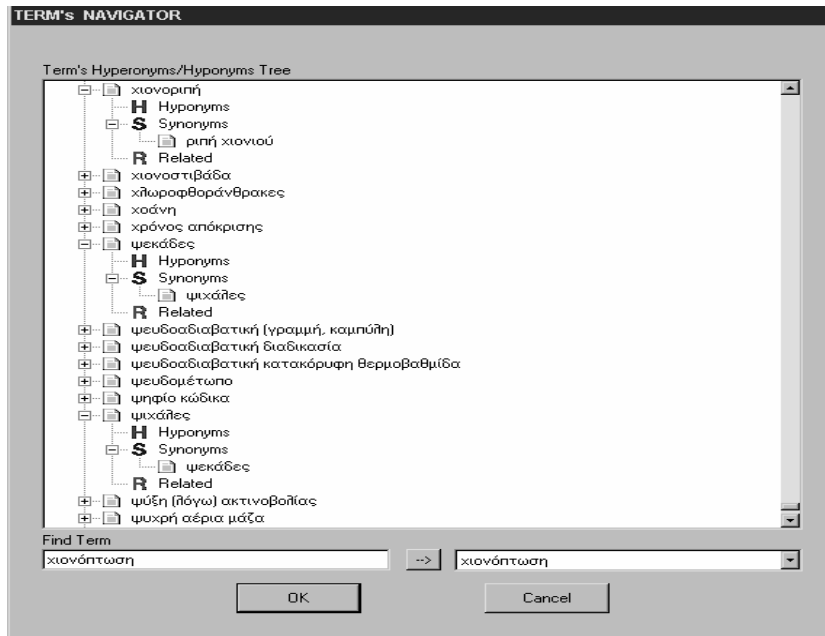 TERM's NAVIGATOR
Term's Hyperonyms/Hyponyms Tree
χιονοριπή
H Hyponyms
S Synonyms
ριπή χιονιού
R Related
χιονοστιβάδα
χλωροφθοράνθρακες
χοάνη
χρόνος απόκρισης
ψεκάδες
H Hyponyms
S Synonyms
ψιχάλες
R Related
ψευδοαδιαβατική (γραμμή, καμπύλη)
ψευδοαδιαβατική διαδικασία
ψευδοαδιαβατική κατακόρυφη θερμοβαθμίδα
ψευδομέτωπο
ψηφίο κώδικα
ψιχάλες
H Hyponyms
S Synonyms
ψεκάδες
R Related
ψύξη (λόγω) ακτινοβολίας
ψυχρή αέρια μάζα
Find Term
χιονόπτωση --> χιονόπτωση
OK Cancel